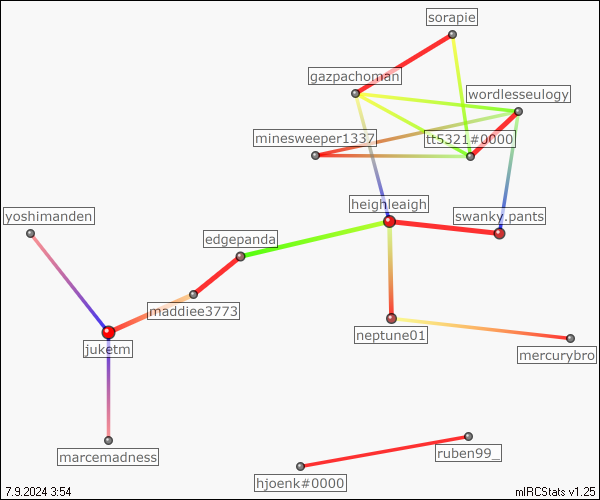 sorapie
gazpachoman
wordlesseulogy
minesweeper1337
tt5321#0000
heighleaigh
yoshimanden
swanky.pants
edgepanda
maddiee3773
neptune01
juketm
mercurybro
marcemadness
ruben99_
hjoenk#0000
7.9.2024 3:54
mIRCStats v1.25